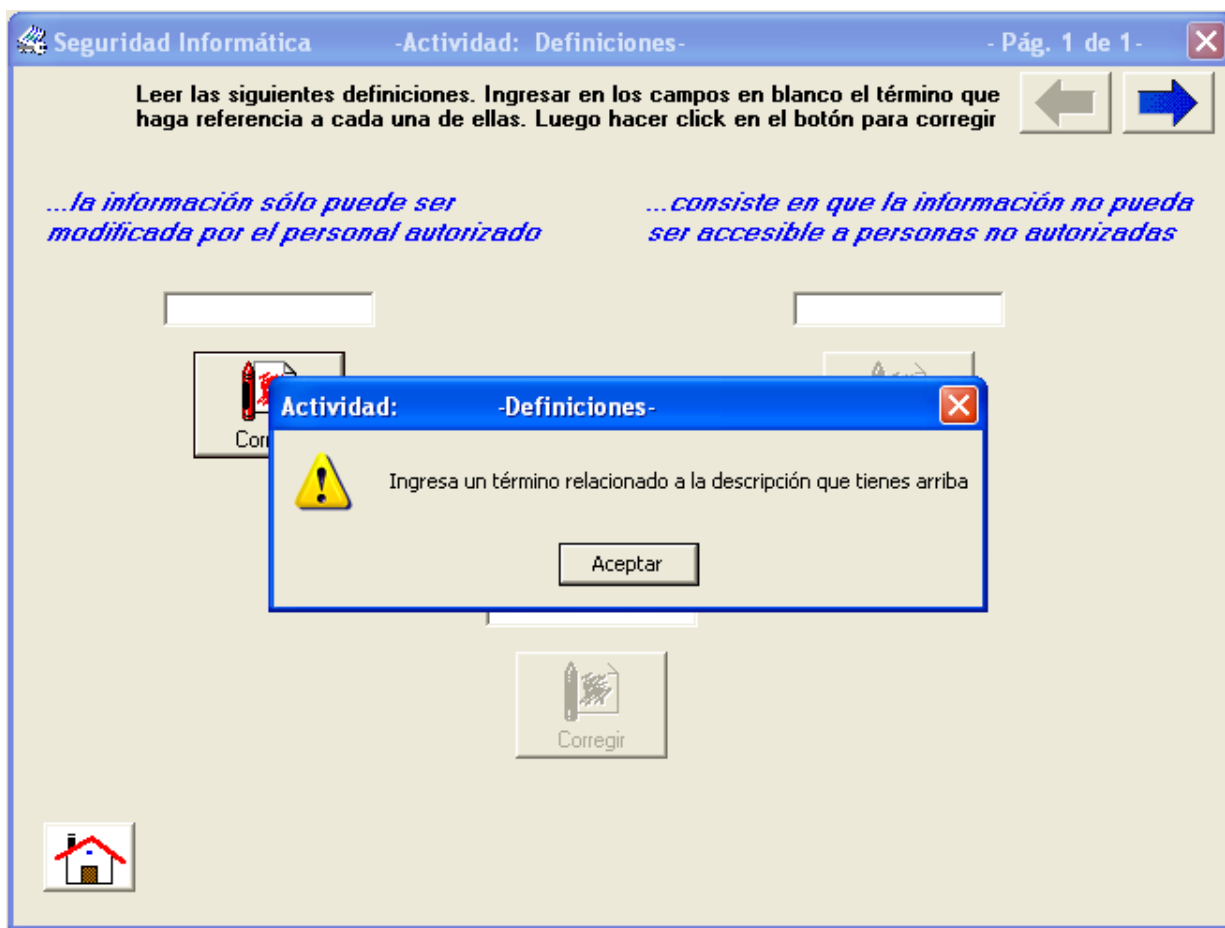 Seguridad Informática -Actividad: Definiciones- - Pág. 1 de 1-
Leer las siguientes definiciones. Ingresar en los campos en blanco el término que
haga referencia a cada una de ellas. Luego hacer click en el botón para corregir
...la información sólo puede ser
modificada por el personal autorizado
...consiste en que la información no pueda
ser accesible a personas no autorizadas
Actividad: -Definiciones-
Ingresa un término relacionado a la descripción que tienes arriba
Aceptar
Corregir